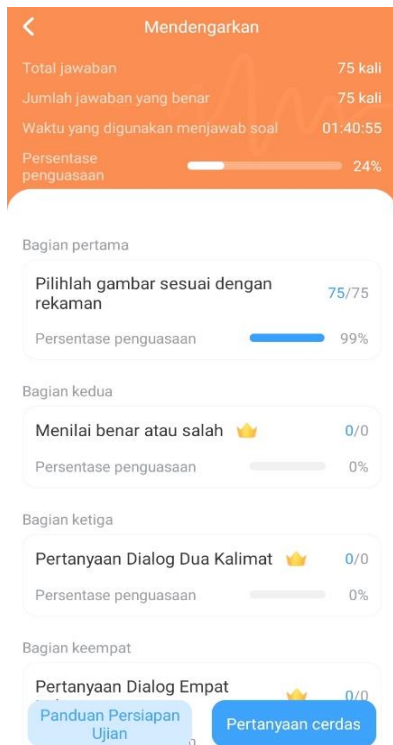 Mendengarkan
Total jawaban 75 kali
Jumlah jawaban yang benar 75 kali
Waktu yang digunakan menjawab soal 01:40:55
Persentase
penguasaan 24%
Bagian pertama
Pilihlah gambar sesuai dengan
rekaman 75/75
Persentase penguasaan 99%
Bagian kedua
Menilai benar atau salah 0/0
Persentase penguasaan 0%
Bagian ketiga
Pertanyaan Dialog Dua Kalimat 0/0
Persentase penguasaan 0%
Bagian keempat
Pertanyaan Dialog Empat
0/0
Panduan Persiapan
Ujian
Pertanyaan cerdas